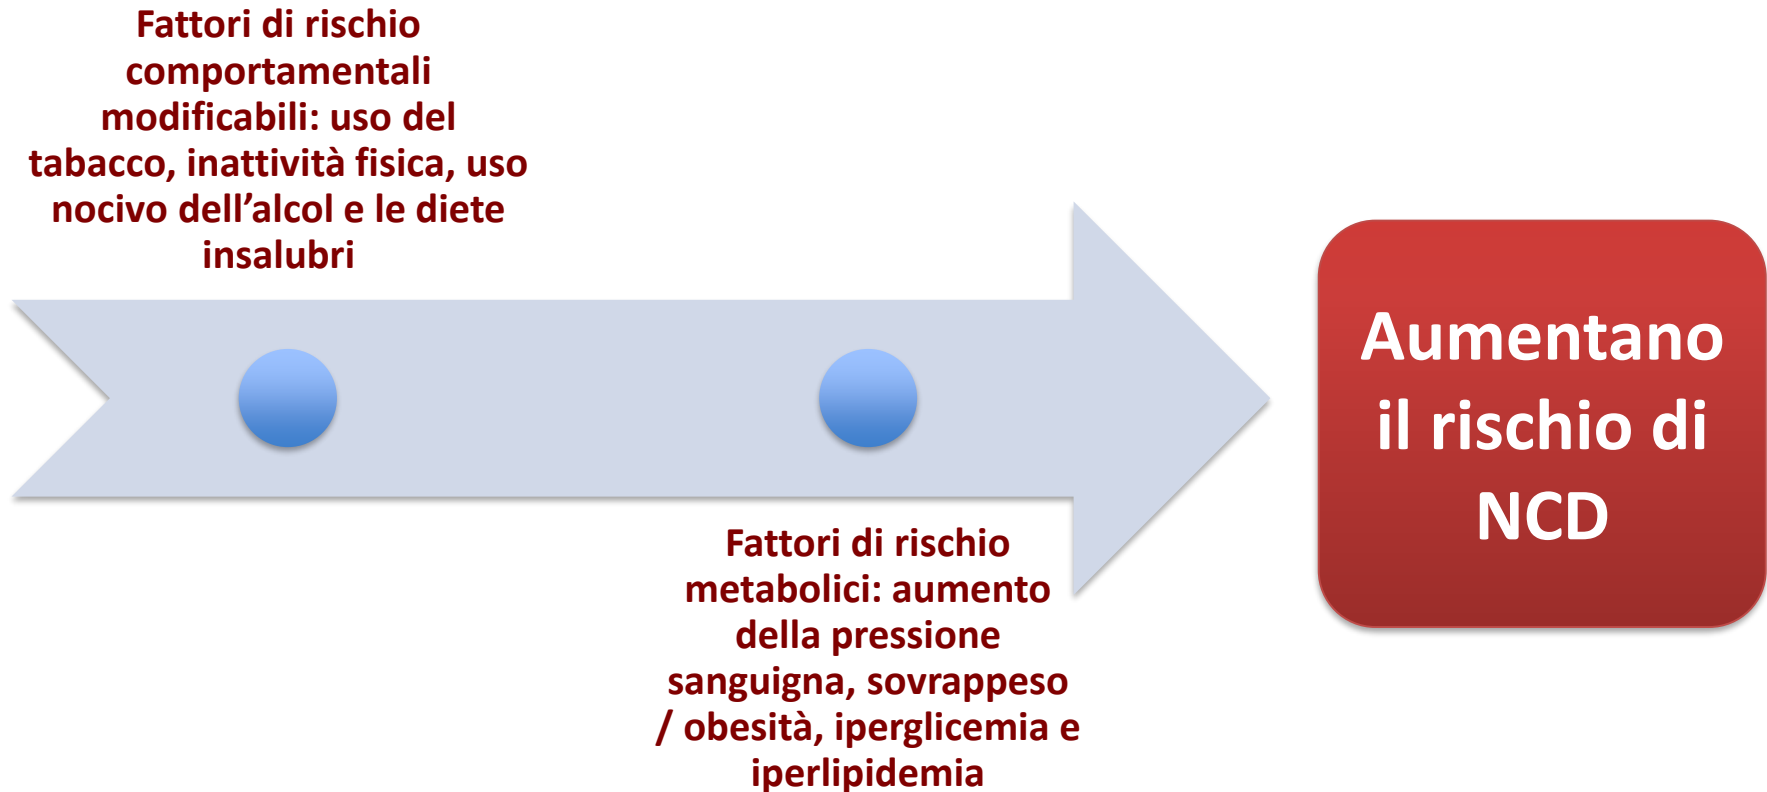 Fattori di rischio
comportamentali
modificabili: uso del
tabacco, inattività fisica, uso
nocivo dell’alcol e le diete
insalubri
Fattori di rischio
metabolici: aumento
della pressione
sanguigna, sovrappeso
/ obesità, iperglicemia e
iperlipidemia
Aumentano
il rischio di
NCD